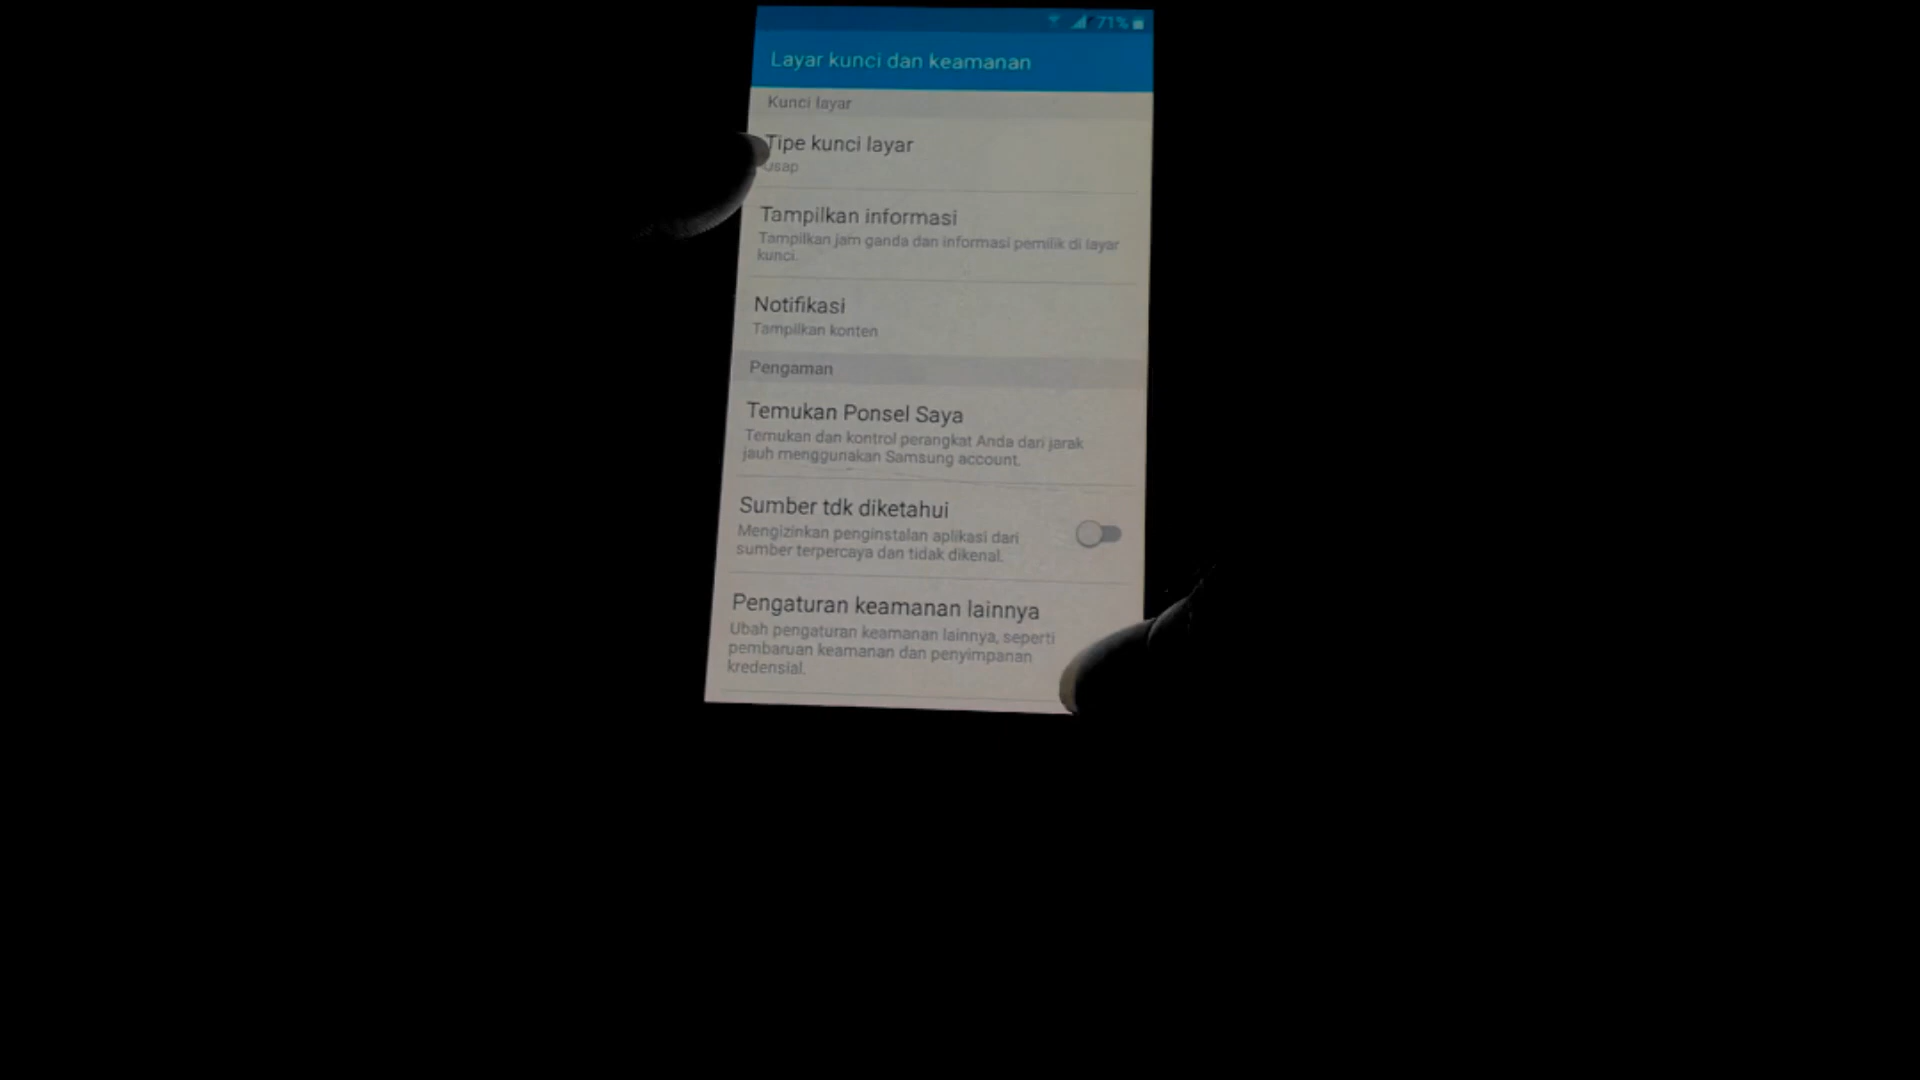 71%
Layar kunci dan keamanan
Kunci layar
Tipe kunci layar
Usap
Tampilkan informasi
Tampilkan jam ganda dan informasi pemilik di layar
kunci.
Notifikasi
Tampilkan konten
Pengaman
Temukan Ponsel Saya
Temukan dan kontrol perangkat Anda dari jarak
jauh menggunakan Samsung account.
Sumber tdk diketahui
Mengizinkan penginstalan aplikasi dari
sumber terpercaya dan tidak dikenal.
Pengaturan keamanan lainnya
Ubah pengaturan keamanan lainnya, seperti
pembaruan keamanan dan penyimpanan
kredensial.